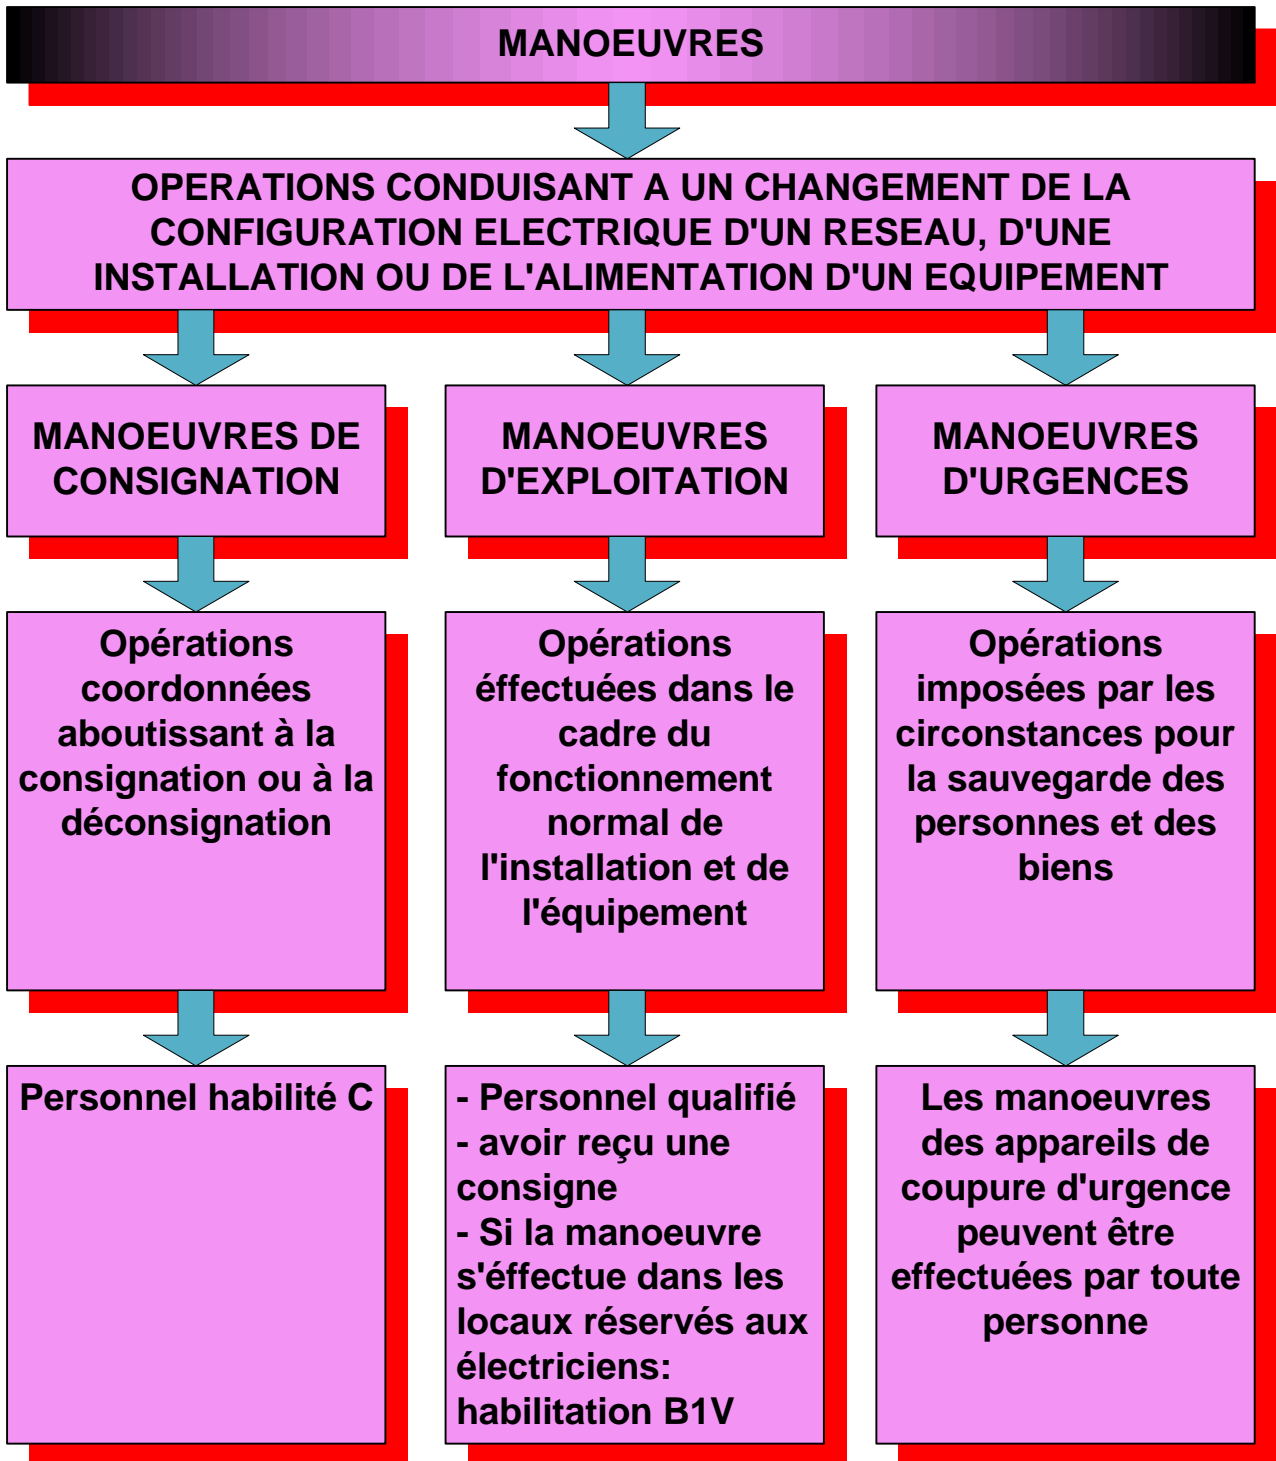 MANOEUVRES
OPERATIONS CONDUISANT A UN CHANGEMENT DE LA
CONFIGURATION ELECTRIQUE D'UN RESEAU, D'UNE
INSTALLATION OU DE L'ALIMENTATION D'UN EQUIPEMENT
MANOEUVRES DE
CONSIGNATION
MANOEUVRES
D'EXPLOITATION
MANOEUVRES
D'URGENCES
Opérations
coordonnées
aboutissant à la
consignation ou à la
déconsignation
Opérations
éffectuées dans le
cadre du
fonctionnement
normal de
l'installation et de
l'équipement
Opérations
imposées par les
circonstances pour
la sauvegarde des
personnes et des
biens
Personnel habilité C
- Personnel qualifié
- avoir reçu une
consigne
- Si la manoeuvre
s'éffectue dans les
locaux réservés aux
électriciens:
habilitation B1V
Les manoeuvres
des appareils de
coupure d'urgence
peuvent être
effectuées par toute
personne